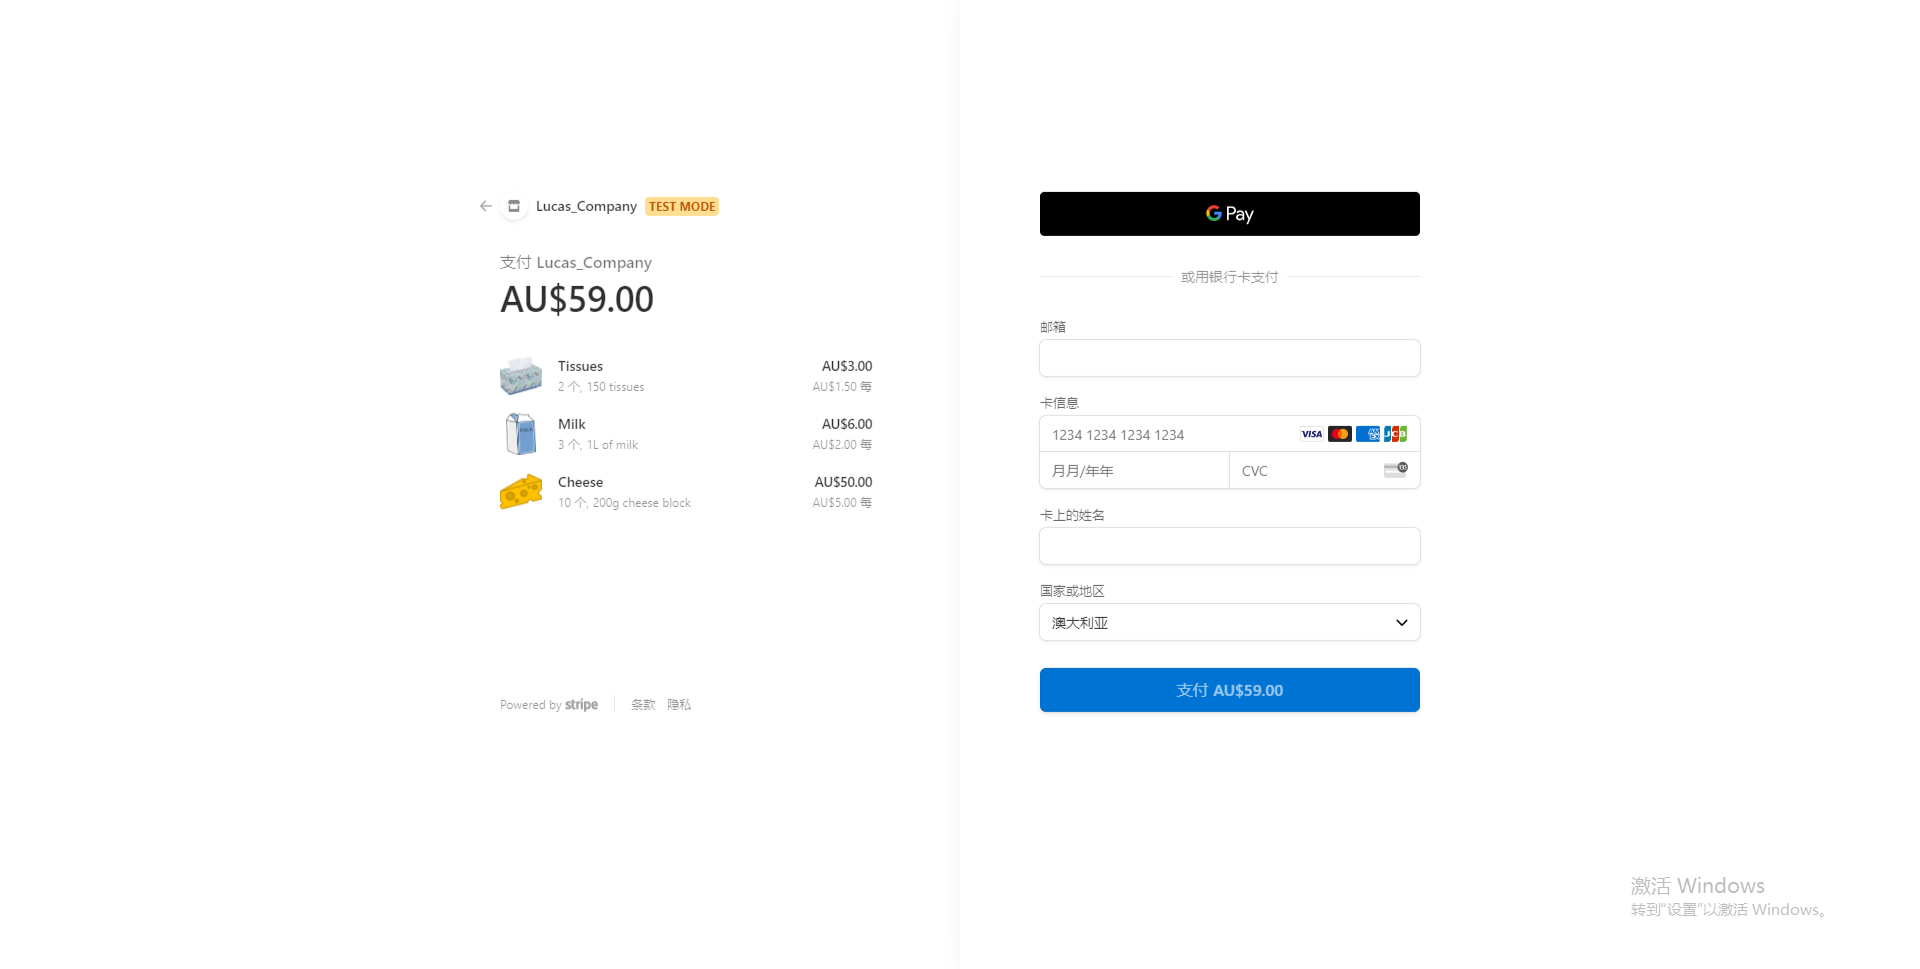 Lucas_Company TEST MODE
支付 Lucas_Company
AU$59.00
Tissues AU$3.00
2 个, 150 tissues AU$1.50 每
Milk AU$6.00
3 个, 1L of milk AU$2.00 每
Cheese AU$50.00
10 个, 200g cheese block AU$5.00 每
Powered by stripe 条款 隐私
G Pay
或用银行卡支付
邮箱
卡信息
1234 1234 1234 1234 VISA AMEX JCB
月月/年年 CVC
卡上的姓名
国家或地区
澳大利亚
支付 AU$59.00
激活 Windows
转到“设置”以激活 Windows。